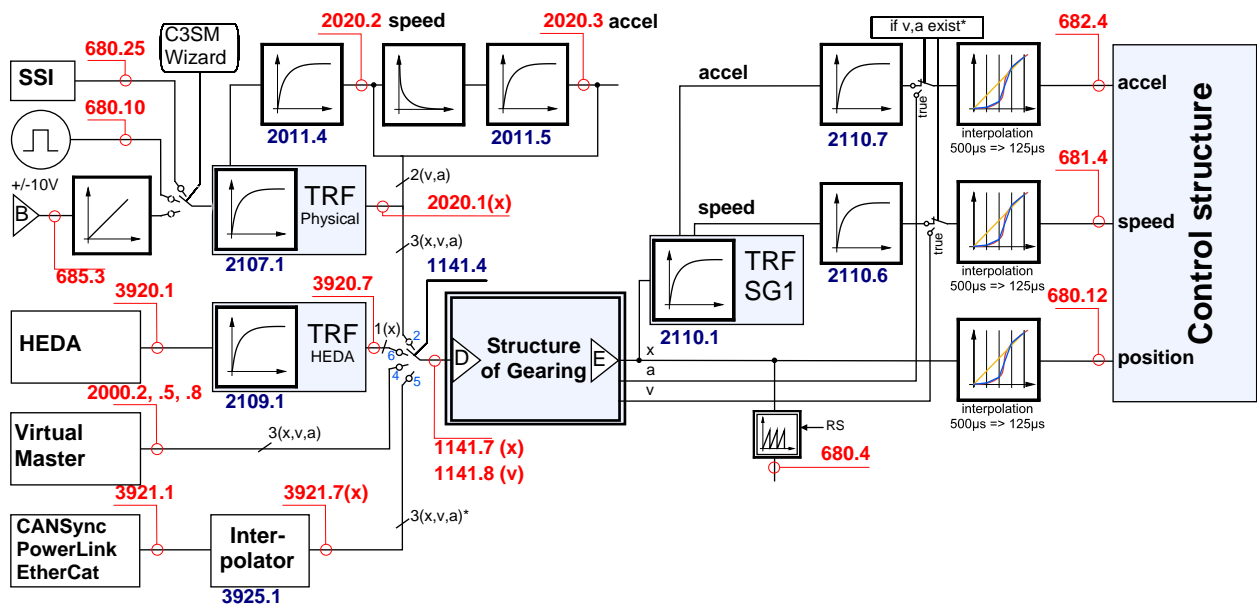 C3SM
Wizard
680.25
SSI
680.10
+/-10V
B
685.3
2020.2 speed
2020.3 accel
2011.4
2011.5
TRF
Physical
2107.1
2(v,a)
2020.1(x)
3(x,v,a)
1141.4
3920.1
HEDA
3920.7
TRF
HEDA
2109.1
1(x)
2
6
4
5
2000.2, .5, .8
Virtual
Master
3(x,v,a)
D
Structure
of Gearing
E
1141.7 (x)
1141.8 (v)
3921.1
3921.7(x)
CANSync
PowerLink
EtherCat
Inter-
polator
3925.1
3(x,v,a)*
x
a
v
RS
680.4
accel
speed
TRF
SG1
2110.1
2110.7
2110.6
if v,a exist*
true
true
interpolation
500µs => 125µs
interpolation
500µs => 125µs
interpolation
500µs => 125µs
682.4
accel
681.4
speed
680.12
position
Control structure